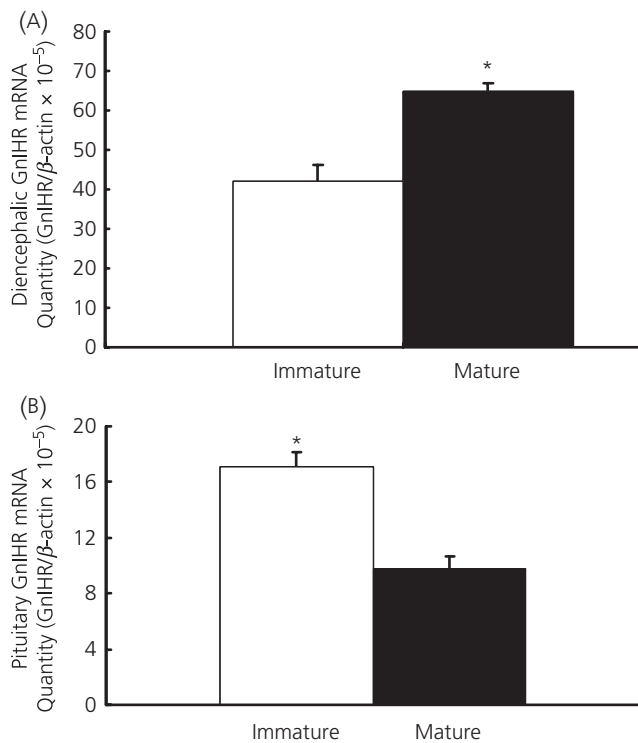 (A)
Diencephalic GnIHR mRNA
Quantity (GnIHR/β-actin × 10⁻⁵)
80
70
60
50
40
30
20
10
0
*
Immature Mature
(B)
Pituitary GnIHR mRNA
Quantity (GnIHR/β-actin × 10⁻⁵)
20
16
12
8
4
0
*
Immature Mature